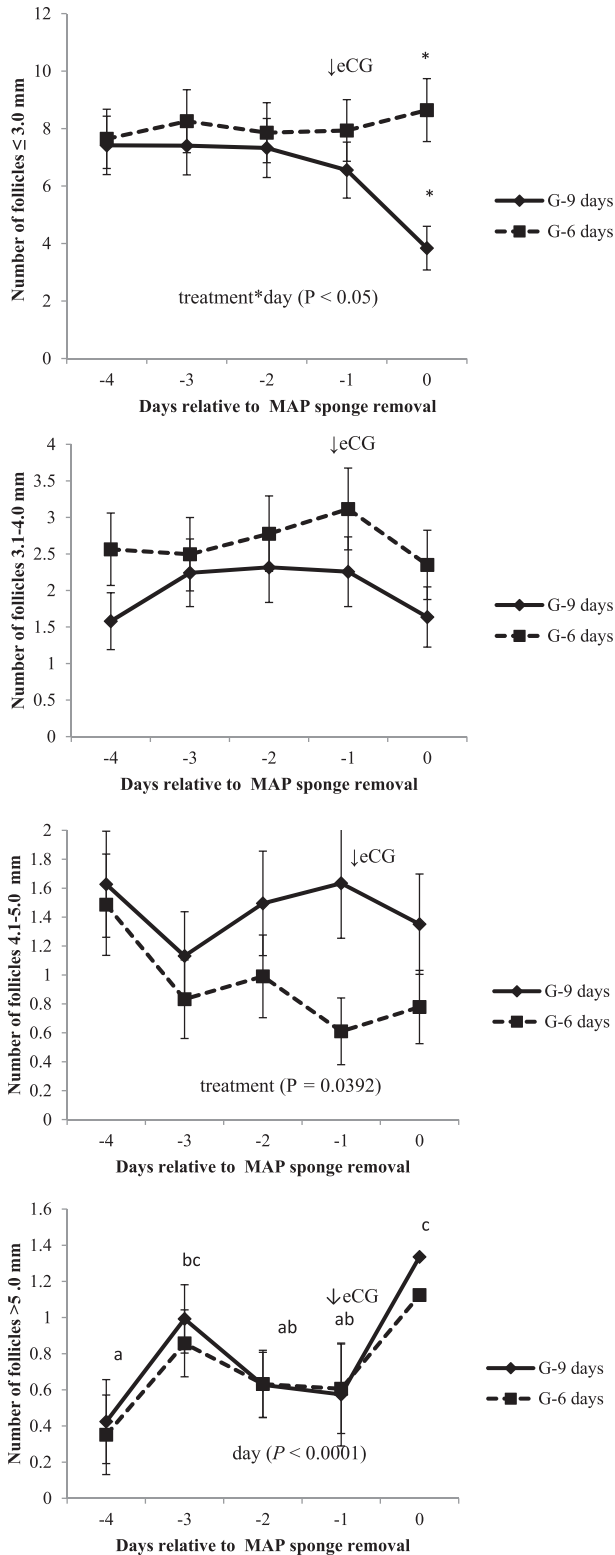 12
10
8
6
4
2
0
Number of follicles ≤ 3.0 mm
↓eCG
*
*
treatment*day (P < 0.05)
G-9 days
G-6 days
-4 -3 -2 -1 0
Days relative to MAP sponge removal
4
3.5
3
2.5
2
1.5
1
0.5
0
Number of follicles 3.1-4.0 mm
↓eCG
G-9 days
G-6 days
-4 -3 -2 -1 0
Days relative to MAP sponge removal
2
1.8
1.6
1.4
1.2
1
0.8
0.6
0.4
0.2
0
Number of follicles 4.1-5.0 mm
↓eCG
treatment (P = 0.0392)
G-9 days
G-6 days
-4 -3 -2 -1 0
Days relative to MAP sponge removal
1.6
1.4
1.2
1
0.8
0.6
0.4
0.2
0
Number of follicles >5 .0 mm
a
bc
ab
↓eCG
ab
c
day (P < 0.0001)
G-9 days
G-6 days
-4 -3 -2 -1 0
Days relative to MAP sponge removal